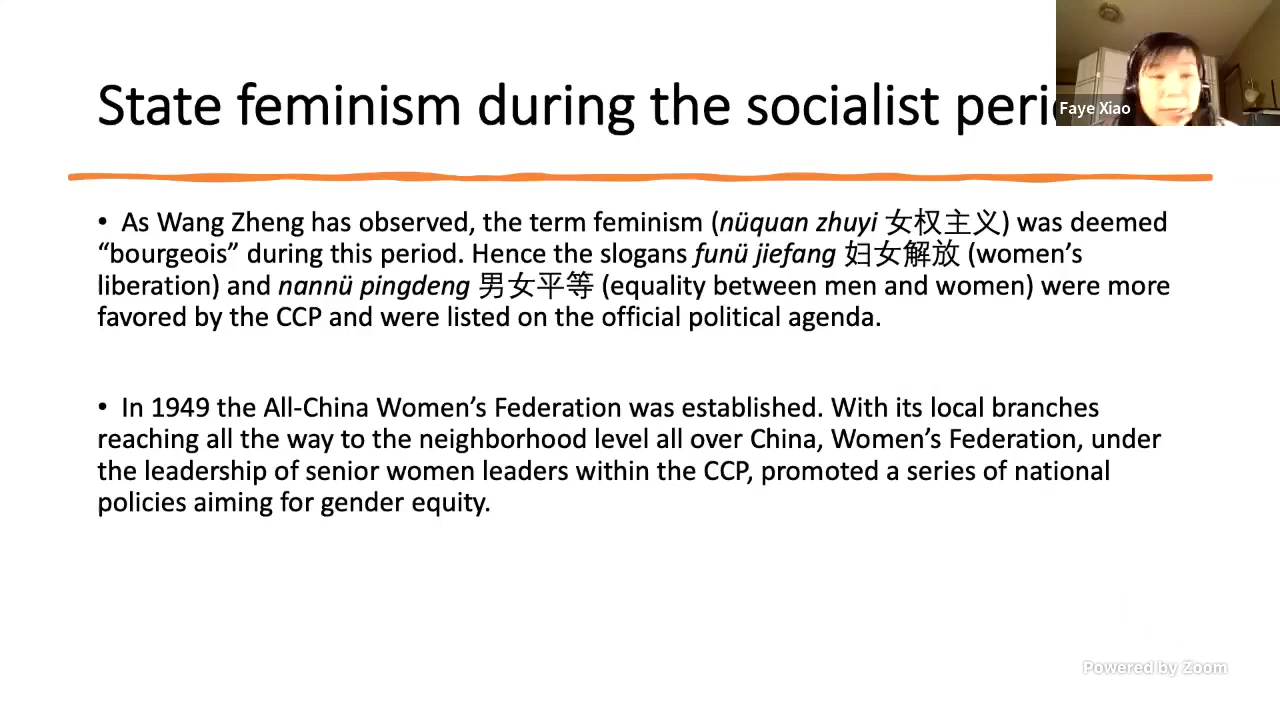 State feminism during the socialist peri
Faye Xiao
• As Wang Zheng has observed, the term feminism (nüquan zhuyi 女权主义) was deemed
“bourgeois” during this period. Hence the slogans funü jiefang 妇女解放 (women’s
liberation) and nannü pingdeng 男女平等 (equality between men and women) were more
favored by the CCP and were listed on the official political agenda.
• In 1949 the All-China Women’s Federation was established. With its local branches
reaching all the way to the neighborhood level all over China, Women’s Federation, under
the leadership of senior women leaders within the CCP, promoted a series of national
policies aiming for gender equity.
Powered by Zoom